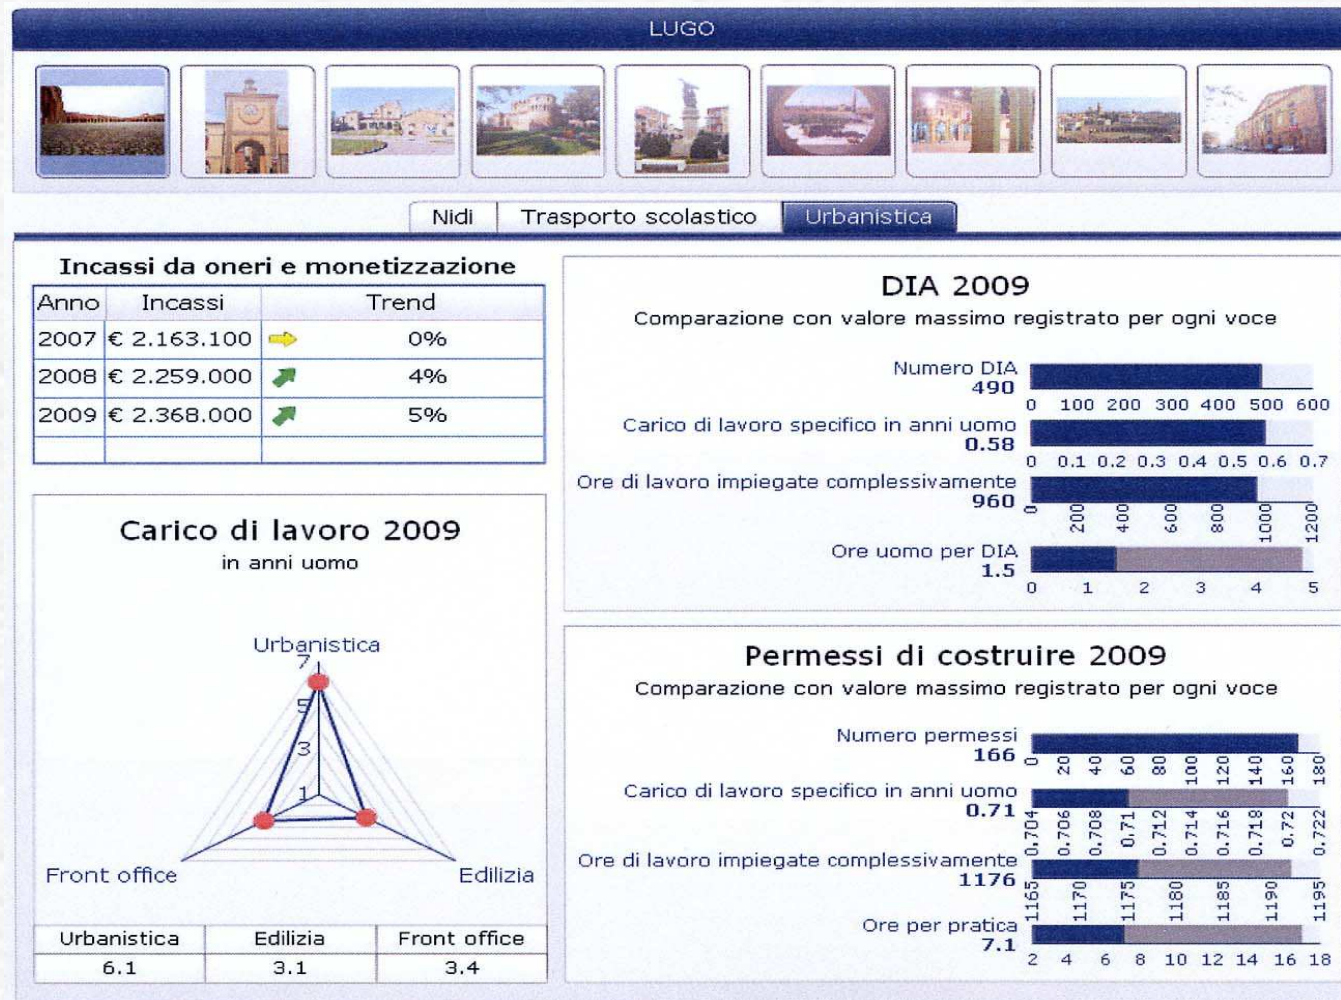 LUGO
Nidi Trasporto scolastico Urbanistica
Incassi da oneri e monetizzazione
Anno Incassi Trend
2007 € 2.163.100 0%
2008 € 2.259.000 4%
2009 € 2.368.000 5%
Carico di lavoro 2009
in anni uomo
Urbanistica
7
5
3
1
Front office Edilizia
Urbanistica Edilizia Front office
6.1 3.1 3.4
DIA 2009
Comparazione con valore massimo registrato per ogni voce
Numero DIA
490
0 100 200 300 400 500 600
Carico di lavoro specifico in anni uomo
0.58
0 0.1 0.2 0.3 0.4 0.5 0.6 0.7
Ore di lavoro impiegate complessivamente
960
0 200 400 600 800 1000 1200
Ore uomo per DIA
1.5
0 1 2 3 4 5
Permessi di costruire 2009
Comparazione con valore massimo registrato per ogni voce
Numero permessi
166
0 20 40 60 80 100 120 140 160 180
Carico di lavoro specifico in anni uomo
0.71
0.704 0.706 0.708 0.71 0.712 0.714 0.716 0.718 0.72 0.722
Ore di lavoro impiegate complessivamente
1176
1165 1170 1175 1180 1185 1190 1195
Ore per pratica
7.1
2 4 6 8 10 12 14 16 18